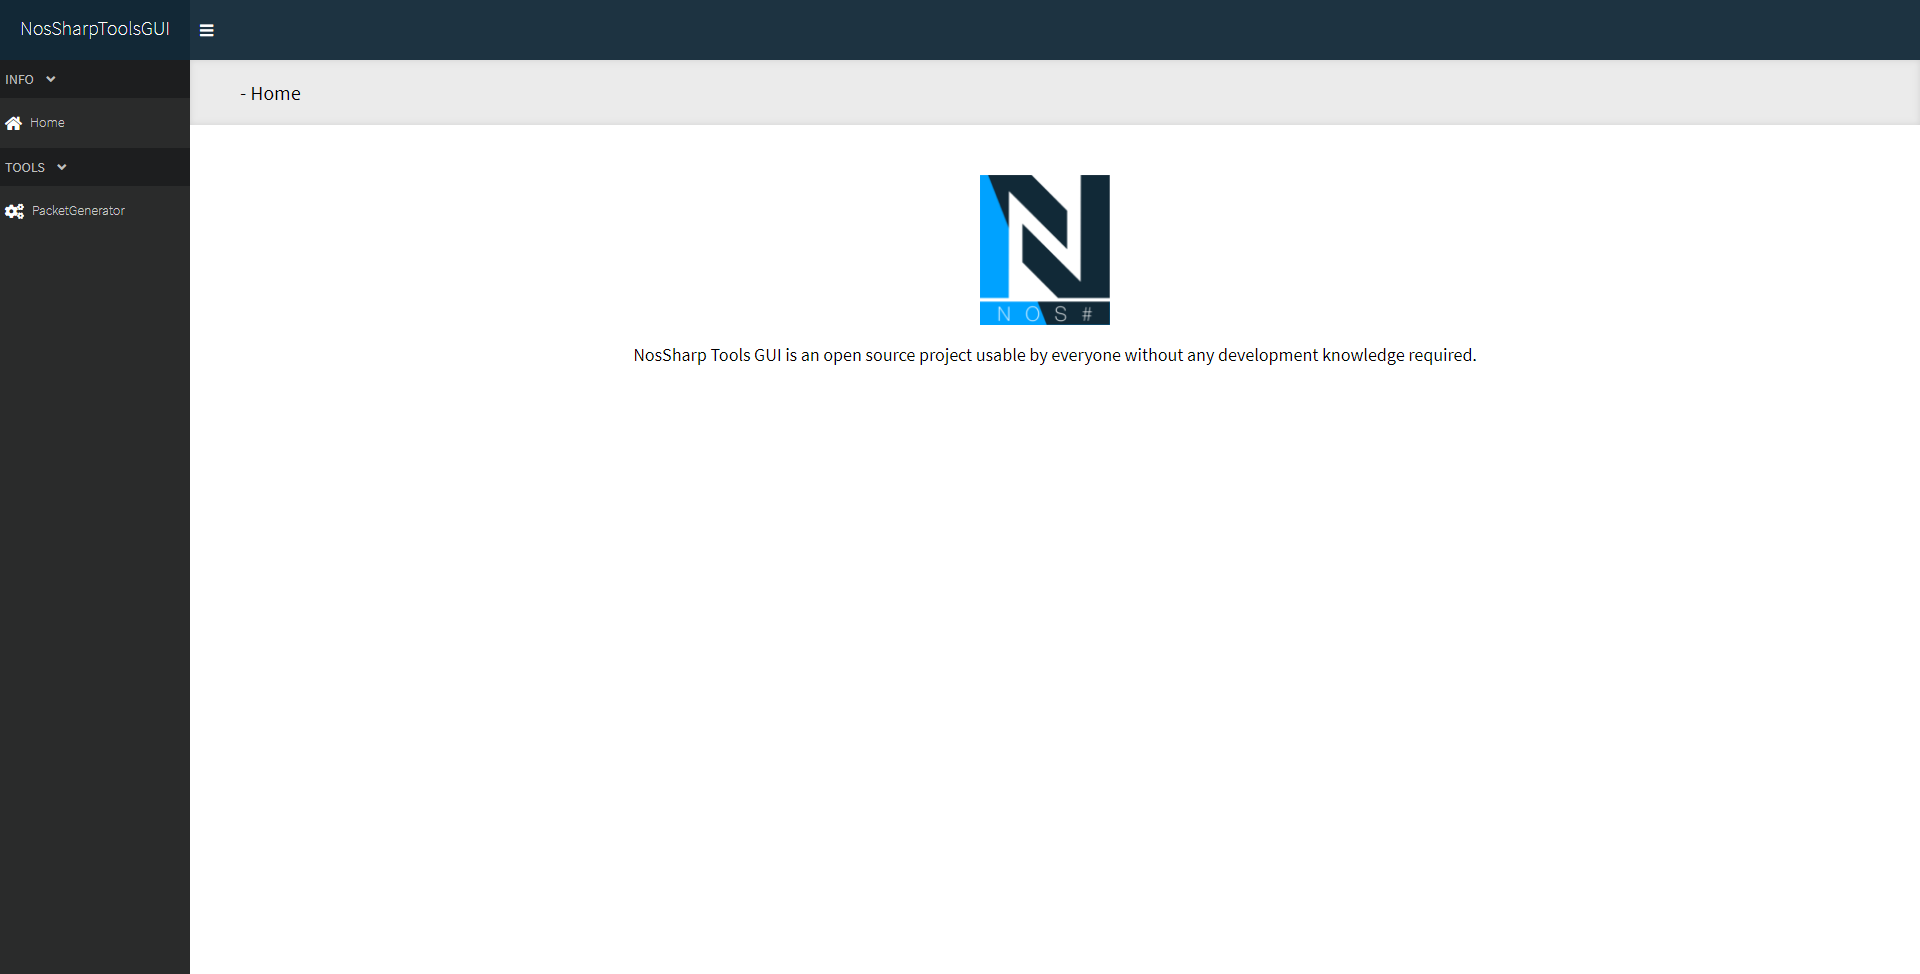 NosSharpToolsGUI
INFO
Home
TOOLS
PacketGenerator
- Home
N O S #
NosSharp Tools GUI is an open source project usable by everyone without any development knowledge required.